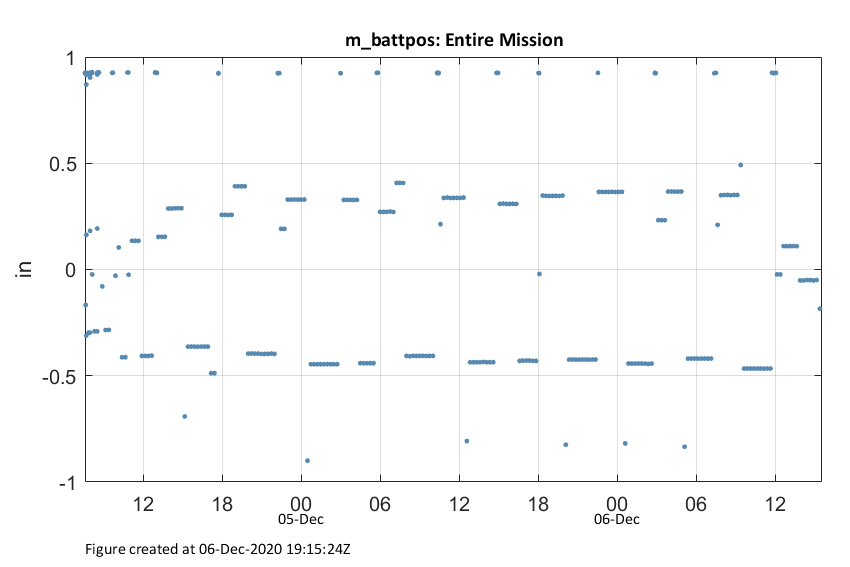 m_battpos: Entire Mission
1
0.5
0
-0.5
-1
in
12 18 00 06 12 18 00 06 12
05-Dec 06-Dec
Figure created at 06-Dec-2020 19:15:24Z